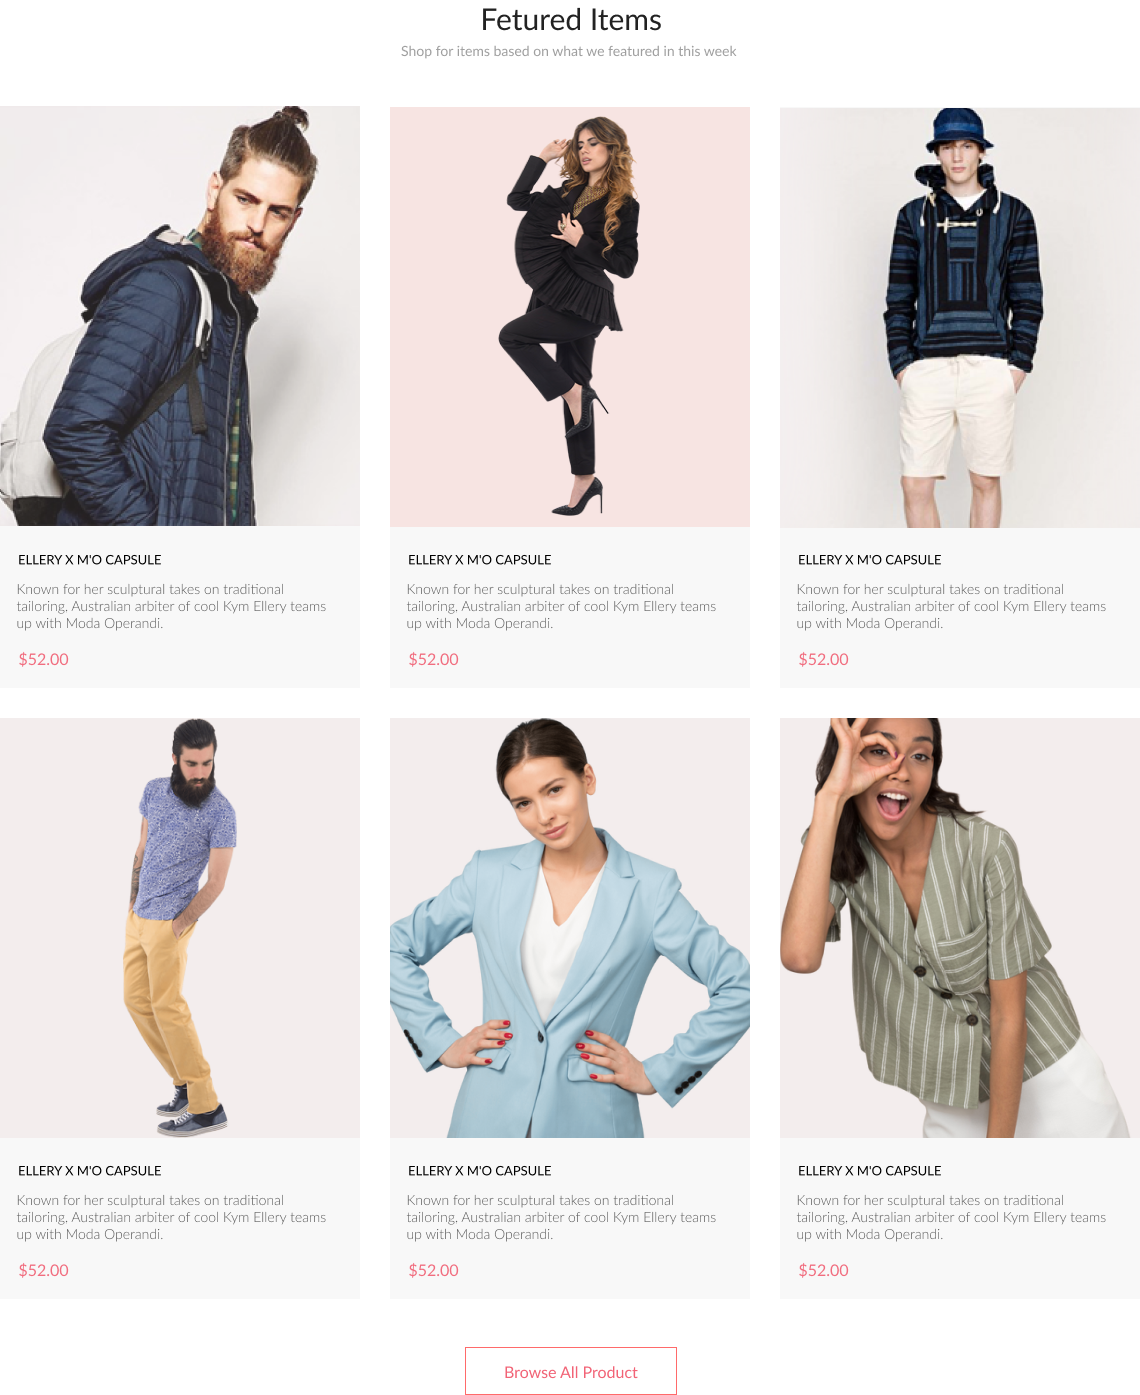 Fetured Items
Shop for items based on what we featured in this week
ELLERY X M'O CAPSULE
Known for her sculptural takes on traditional
tailoring, Australian arbiter of cool Kym Ellery teams
up with Moda Operandi.
$52.00
ELLERY X M'O CAPSULE
Known for her sculptural takes on traditional
tailoring, Australian arbiter of cool Kym Ellery teams
up with Moda Operandi.
$52.00
ELLERY X M'O CAPSULE
Known for her sculptural takes on traditional
tailoring, Australian arbiter of cool Kym Ellery teams
up with Moda Operandi.
$52.00
ELLERY X M'O CAPSULE
Known for her sculptural takes on traditional
tailoring, Australian arbiter of cool Kym Ellery teams
up with Moda Operandi.
$52.00
ELLERY X M'O CAPSULE
Known for her sculptural takes on traditional
tailoring, Australian arbiter of cool Kym Ellery teams
up with Moda Operandi.
$52.00
ELLERY X M'O CAPSULE
Known for her sculptural takes on traditional
tailoring, Australian arbiter of cool Kym Ellery teams
up with Moda Operandi.
$52.00
Browse All Product